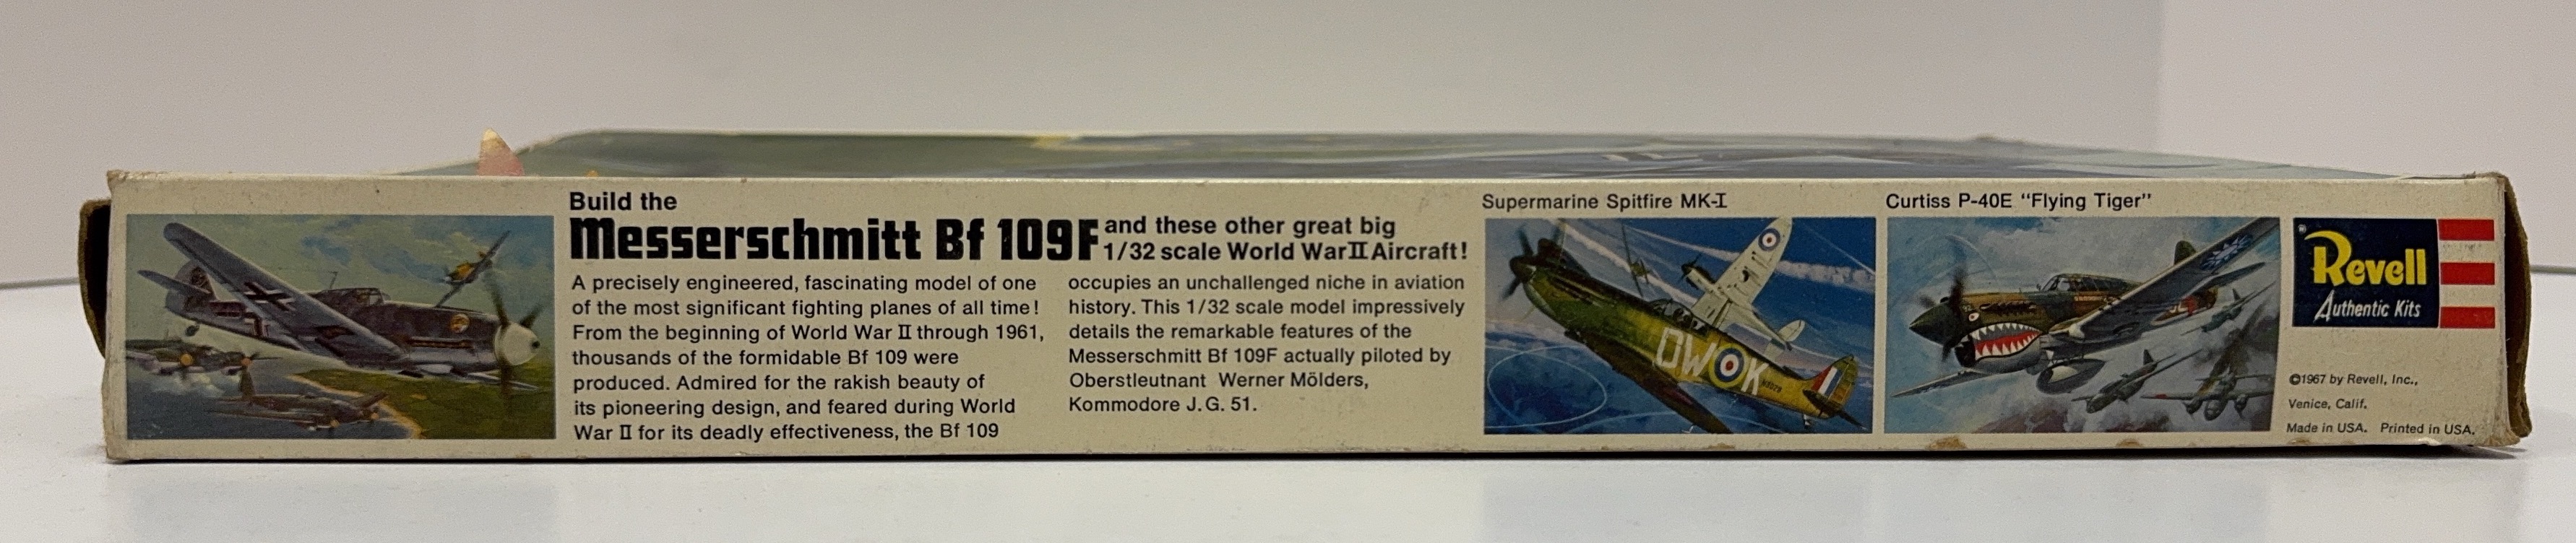 Build the
Messerschmitt Bf 109F
and these other great big
1/32 scale World War II Aircraft!
A precisely engineered, fascinating model of one
of the most significant fighting planes of all time!
From the beginning of World War II through 1961,
thousands of the formidable Bf 109 were
produced. Admired for the rakish beauty of
its pioneering design, and feared during World
War II for its deadly effectiveness, the Bf 109
occupies an unchallenged niche in aviation
history. This 1/32 scale model impressively
details the remarkable features of the
Messerschmitt Bf 109F actually piloted by
Oberstleutnant Werner Mölders,
Kommodore J.G. 51.
Supermarine Spitfire MK-I
QW K
Curtiss P-40E "Flying Tiger"
Revell
®
Authentic Kits
©1967 by Revell, Inc.,
Venice, Calif.
Made in USA. Printed in USA.